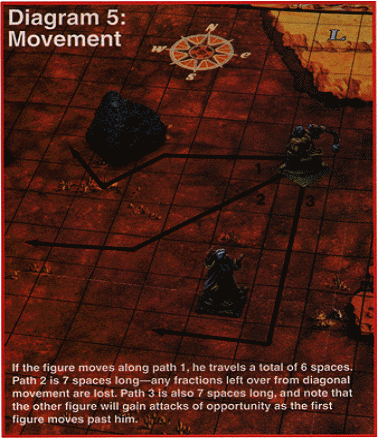 Diagram 5:
Movement
N
w e
s
L
1
2 3
If the figure moves along path 1, he travels a total of 6 spaces.
Path 2 is 7 spaces long—any fractions left over from diagonal
movement are lost. Path 3 is also 7 spaces long, and note that
the other figure will gain attacks of opportunity as the first
figure moves past him.